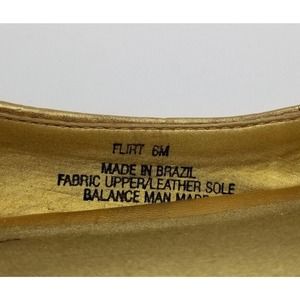 FLIRT 6M
MADE IN BRAZIL
FABRIC UPPER/LEATHER SOLE
BALANCE MAN MADE